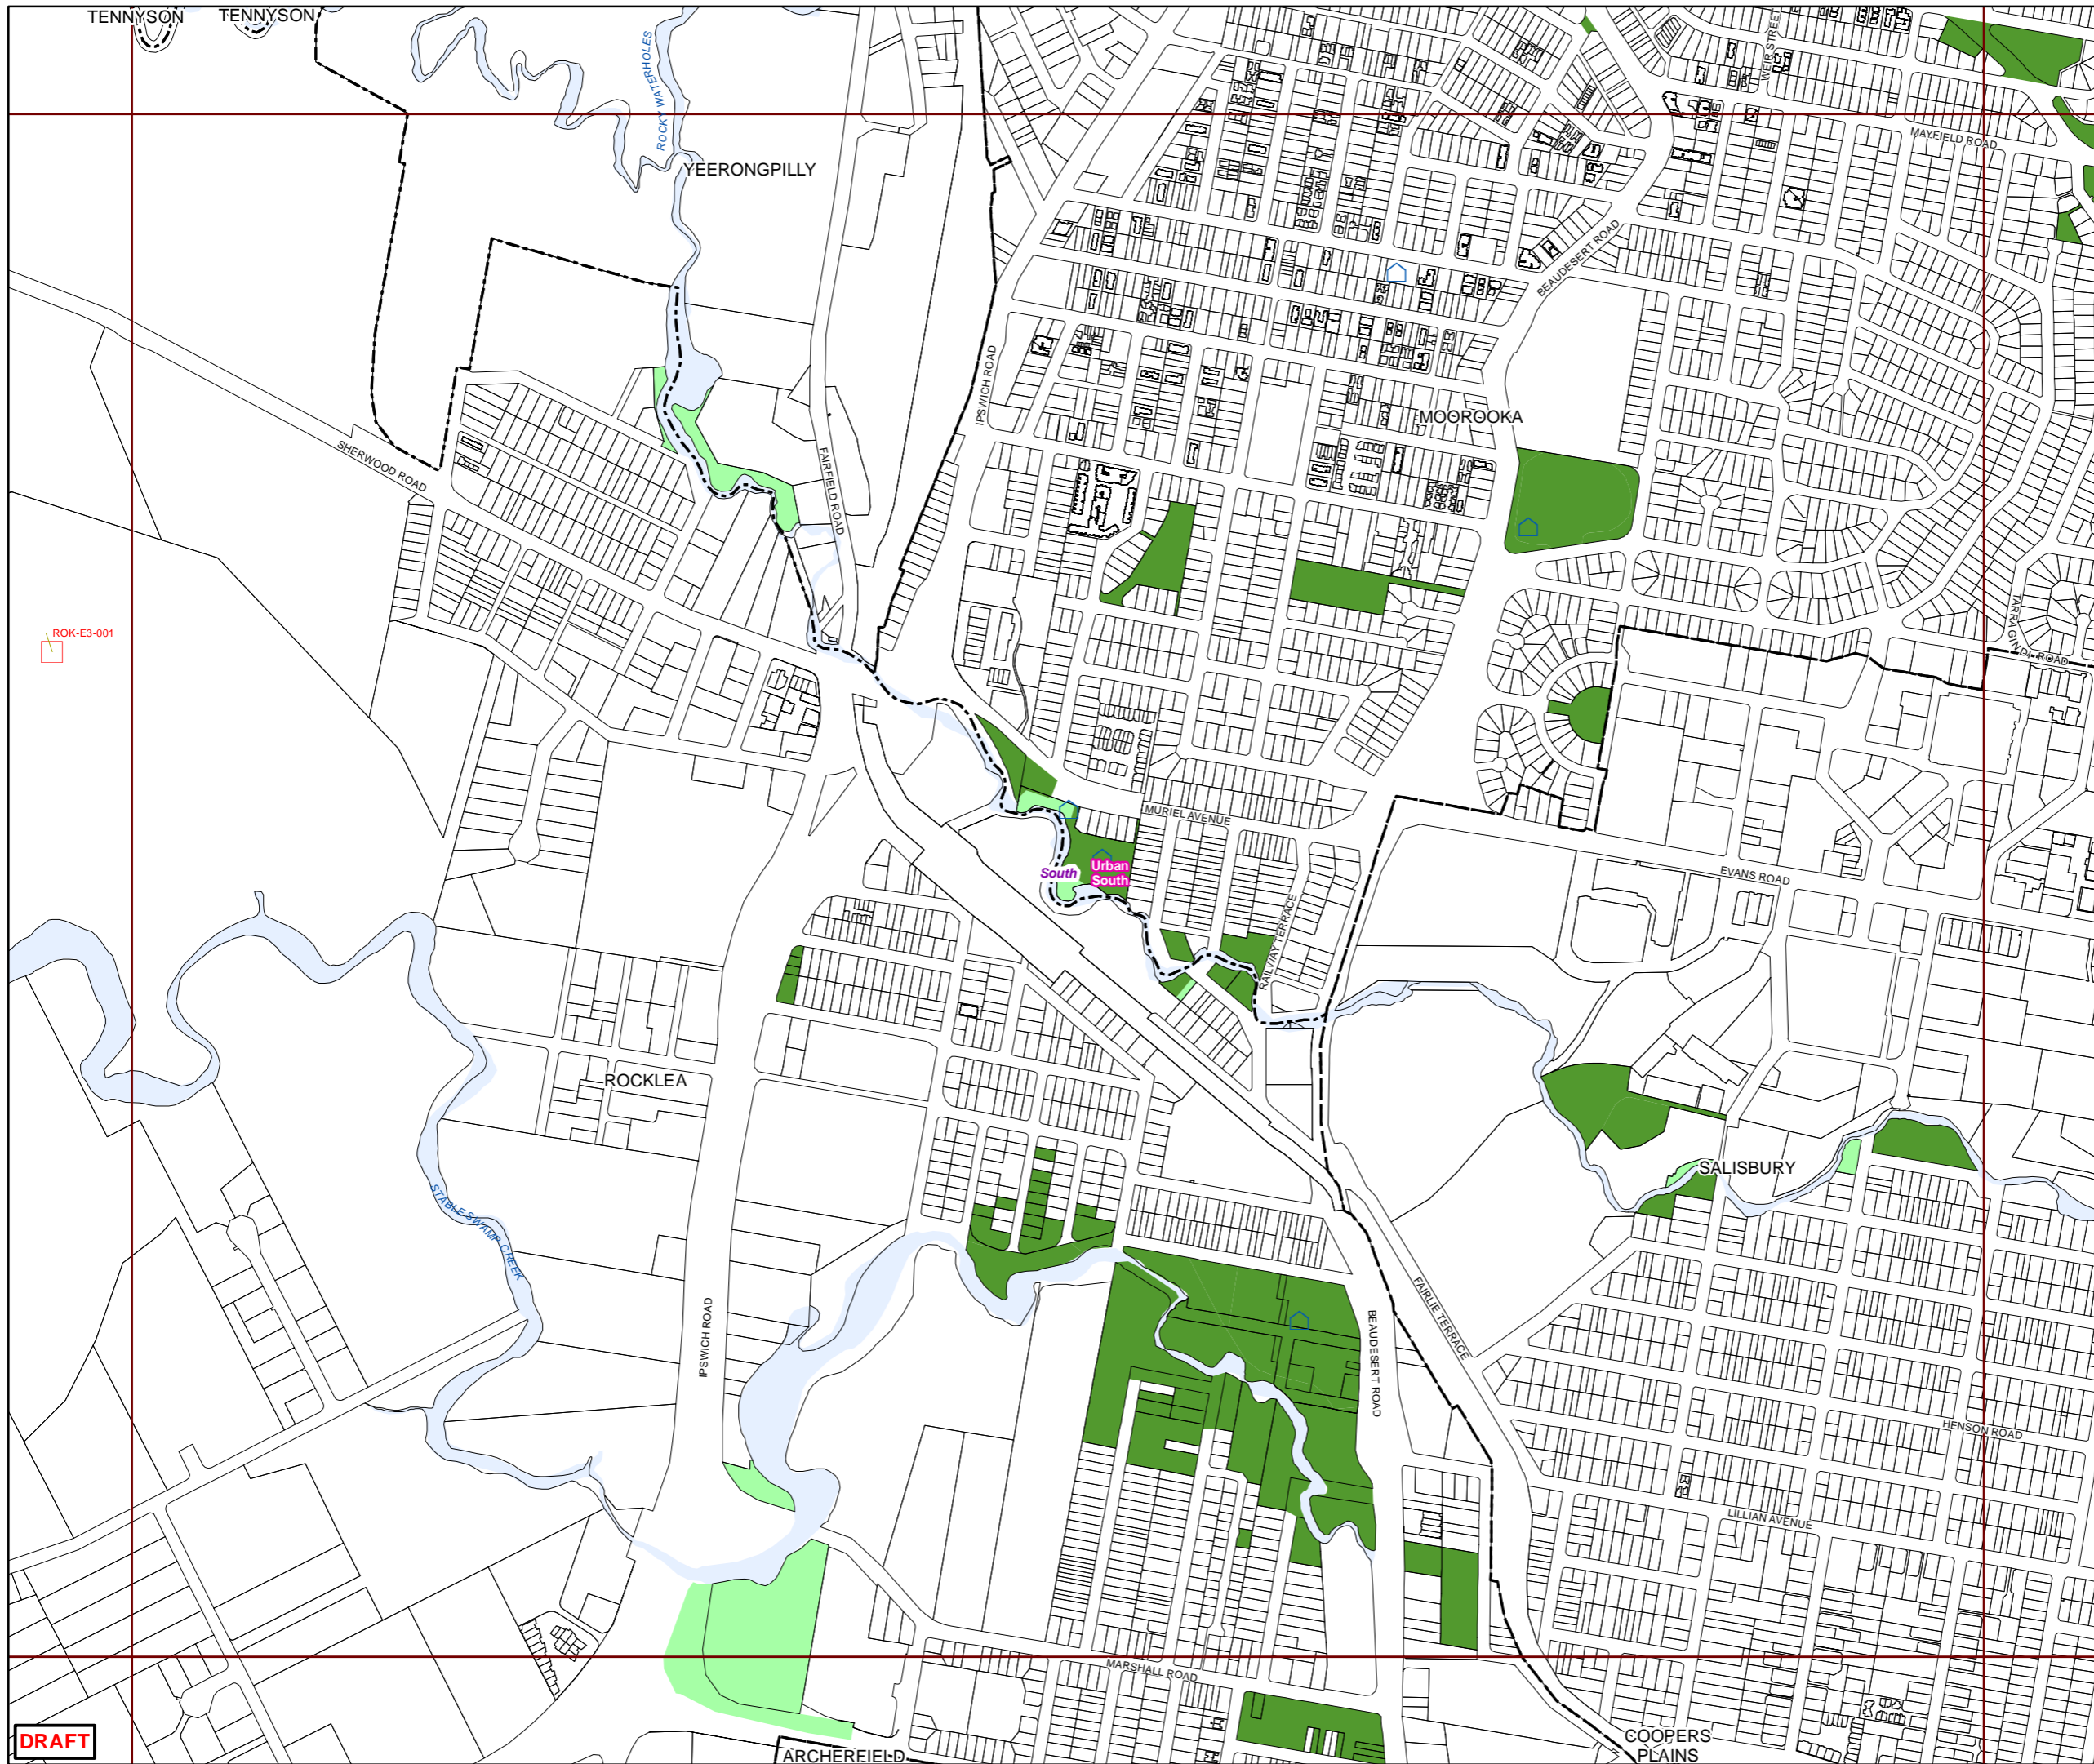 TENNYSON
TENNYSON
WEIR STREET
ROCKY WATERHOLES
MAYFIELD ROAD
YEERONGPILLY
BEAUDESERT ROAD
IPSWICH ROAD
MOOROOKA
SHERWOOD ROAD
FAIRFIELD ROAD
ROK-E3-001
TARRAGINDI ROAD
MURIEL AVENUE
Urban
South
South
EVANS ROAD
RAILWAY TERRACE
ROCKLEA
SALISBURY
STABLE SWAMP CREEK
IPSWICH ROAD
BEAUDESERT ROAD
FAIRLIE TERRACE
HENSON ROAD
LILLIAN AVENUE
MARSHALL ROAD
DRAFT
ARCHERFIELD
COOPERS
PLAINS